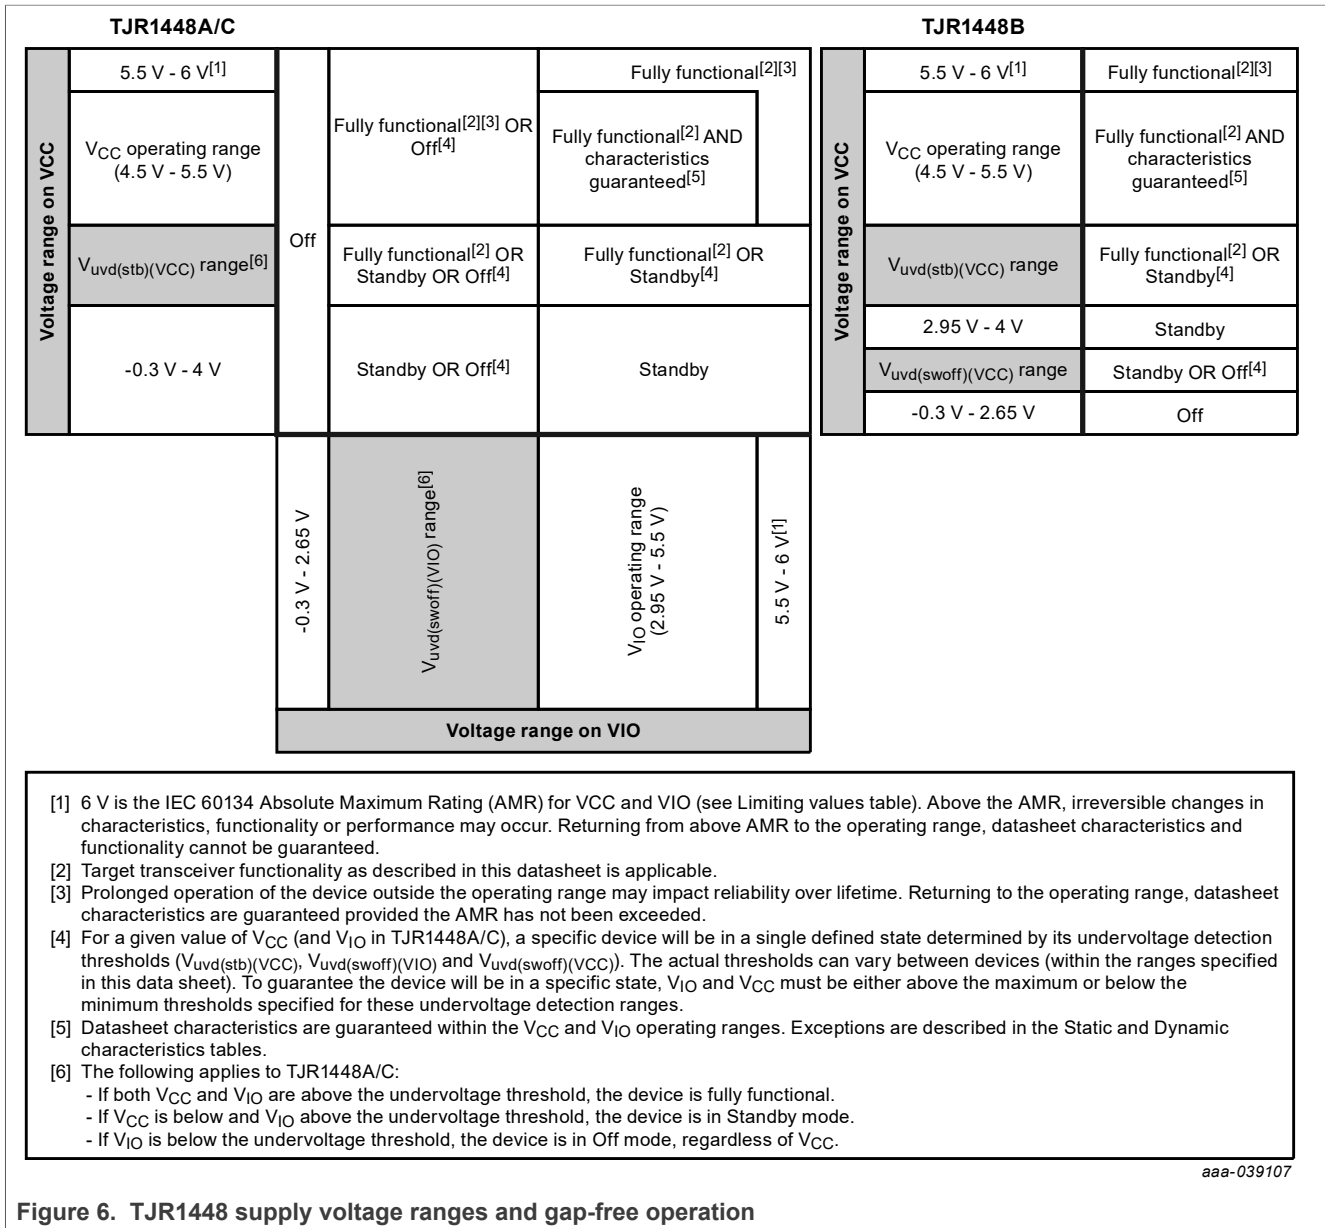 TJR1448A/C
TJR1448B
Voltage range on VCC
5.5 V - 6 V[1]
VCC operating range
(4.5 V - 5.5 V)
Vuvd(stb)(VCC) range[6]
-0.3 V - 4 V
Off
Fully functional[2][3] OR
Off[4]
Fully functional[2] OR
Standby OR Off[4]
Standby OR Off[4]
Fully functional[2][3]
Fully functional[2] AND
characteristics
guaranteed[5]
Fully functional[2] OR
Standby[4]
Standby
-0.3 V - 2.65 V
Vuvd(swoff)(VIO) range[6]
VIO operating range
(2.95 V - 5.5 V)
5.5 V - 6 V[1]
Voltage range on VIO
Voltage range on VCC
5.5 V - 6 V[1]
Fully functional[2][3]
VCC operating range
(4.5 V - 5.5 V)
Fully functional[2] AND
characteristics
guaranteed[5]
Vuvd(stb)(VCC) range
Fully functional[2] OR
Standby[4]
2.95 V - 4 V
Standby
Vuvd(swoff)(VCC) range
Standby OR Off[4]
-0.3 V - 2.65 V
Off
[1] 6 V is the IEC 60134 Absolute Maximum Rating (AMR) for VCC and VIO (see Limiting values table). Above the AMR, irreversible changes in
characteristics, functionality or performance may occur. Returning from above AMR to the operating range, datasheet characteristics and
functionality cannot be guaranteed.
[2] Target transceiver functionality as described in this datasheet is applicable.
[3] Prolonged operation of the device outside the operating range may impact reliability over lifetime. Returning to the operating range, datasheet
characteristics are guaranteed provided the AMR has not been exceeded.
[4] For a given value of VCC (and VIO in TJR1448A/C), a specific device will be in a single defined state determined by its undervoltage detection
thresholds (Vuvd(stb)(VCC), Vuvd(swoff)(VIO) and Vuvd(swoff)(VCC)). The actual thresholds can vary between devices (within the ranges specified
in this data sheet). To guarantee the device will be in a specific state, VIO and VCC must be either above the maximum or below the
minimum thresholds specified for these undervoltage detection ranges.
[5] Datasheet characteristics are guaranteed within the VCC and VIO operating ranges. Exceptions are described in the Static and Dynamic
characteristics tables.
[6] The following applies to TJR1448A/C:
- If both VCC and VIO are above the undervoltage threshold, the device is fully functional.
- If VCC is below and VIO above the undervoltage threshold, the device is in Standby mode.
- If VIO is below the undervoltage threshold, the device is in Off mode, regardless of VCC.
aaa-039107
Figure 6. TJR1448 supply voltage ranges and gap-free operation